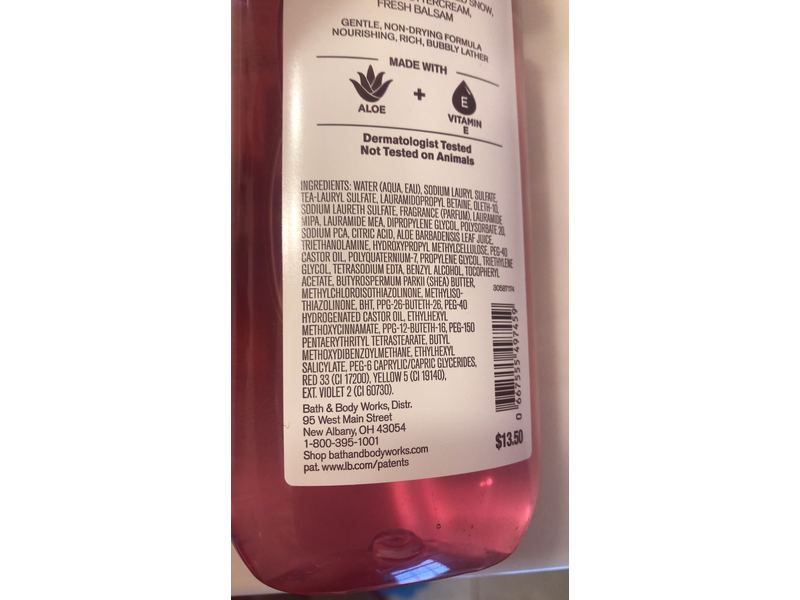 SNOW,
FRESH BALSAM
GENTLE, NON-DRYING FORMULA
NOURISHING, RICH, BUBBLY LATHER
MADE WITH
ALOE
+
E
VITAMIN
E
Dermatologist Tested
Not Tested on Animals
INGREDIENTS: WATER (AQUA, EAU), SODIUM LAURYL SULFATE,
TEA-LAURYL SULFATE, LAURAMIDOPROPYL BETAINE, OLETH-10,
SODIUM LAURETH SULFATE, FRAGRANCE (PARFUM), LAURAMIDE
MIPA, LAURAMIDE MEA, DIPROPYLENE GLYCOL, POLYSORBATE 20,
SODIUM PCA, CITRIC ACID, ALOE BARBADENSIS LEAF JUICE,
TRIETHANOLAMINE, HYDROXYPROPYL METHYLCELLULOSE, PEG-40
CASTOR OIL, POLYQUATERNIUM-7, PROPYLENE GLYCOL, TRIETHYLENE
GLYCOL, TETRASODIUM EDTA, BENZYL ALCOHOL, TOCOPHERYL
ACETATE, BUTYROSPERMUM PARKII (SHEA) BUTTER,
METHYLCHLOROISOTHIAZOLINONE, METHYLISO-
THIAZOLINONE, BHT, PPG-26-BUTETH-26, PEG-40
HYDROGENATED CASTOR OIL, ETHYLHEXYL
METHOXYCINNAMATE, PPG-12-BUTETH-16, PEG-150
PENTAERYTHRITYL TETRASTEARATE, BUTYL
METHOXYDIBENZOYLMETHANE, ETHYLHEXYL
SALICYLATE, PEG-6 CAPRYLIC/CAPRIC GLYCERIDES,
RED 33 (CI 17200), YELLOW 5 (CI 19140),
EXT. VIOLET 2 (CI 60730).
Bath & Body Works, Distr.
95 West Main Street
New Albany, OH 43054
1-800-395-1001
Shop bathandbodyworks.com
pat. www.lb.com/patents
0 667555 497459
$13.50